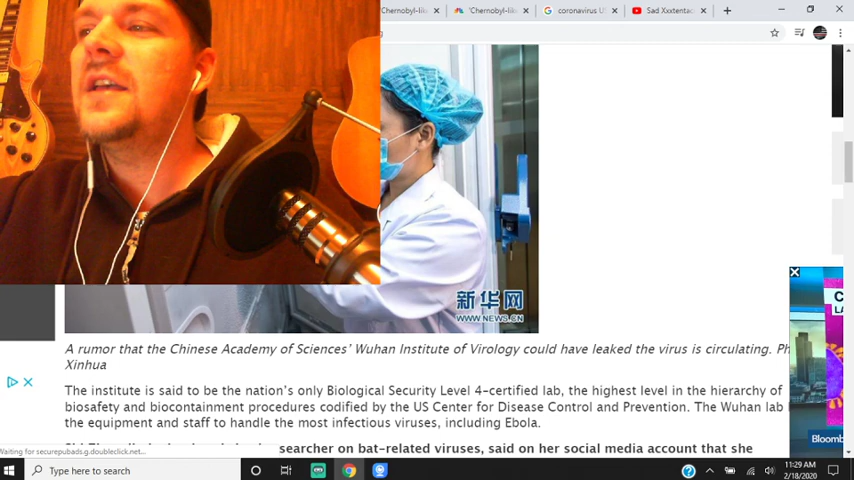 Chernobyl-lik
'Chernobyl-lik
coronavirus U
Sad Xxxtentac
新华网
WWW.NEWS.CN
A rumor that the Chinese Academy of Sciences' Wuhan Institute of Virology could have leaked the virus is circulating. Ph
Xinhua
The institute is said to be the nation's only Biological Security Level 4-certified lab, the highest level in the hierarchy of
biosafety and biocontainment procedures codified by the US Center for Disease Control and Prevention. The Wuhan lab
the equipment and staff to handle the most infectious viruses, including Ebola.
searcher on bat-related viruses, said on her social media account that she
Waiting for securepubads.g.doubleclick.net...
Bloomb
Type here to search
11:29 AM
2/18/2020